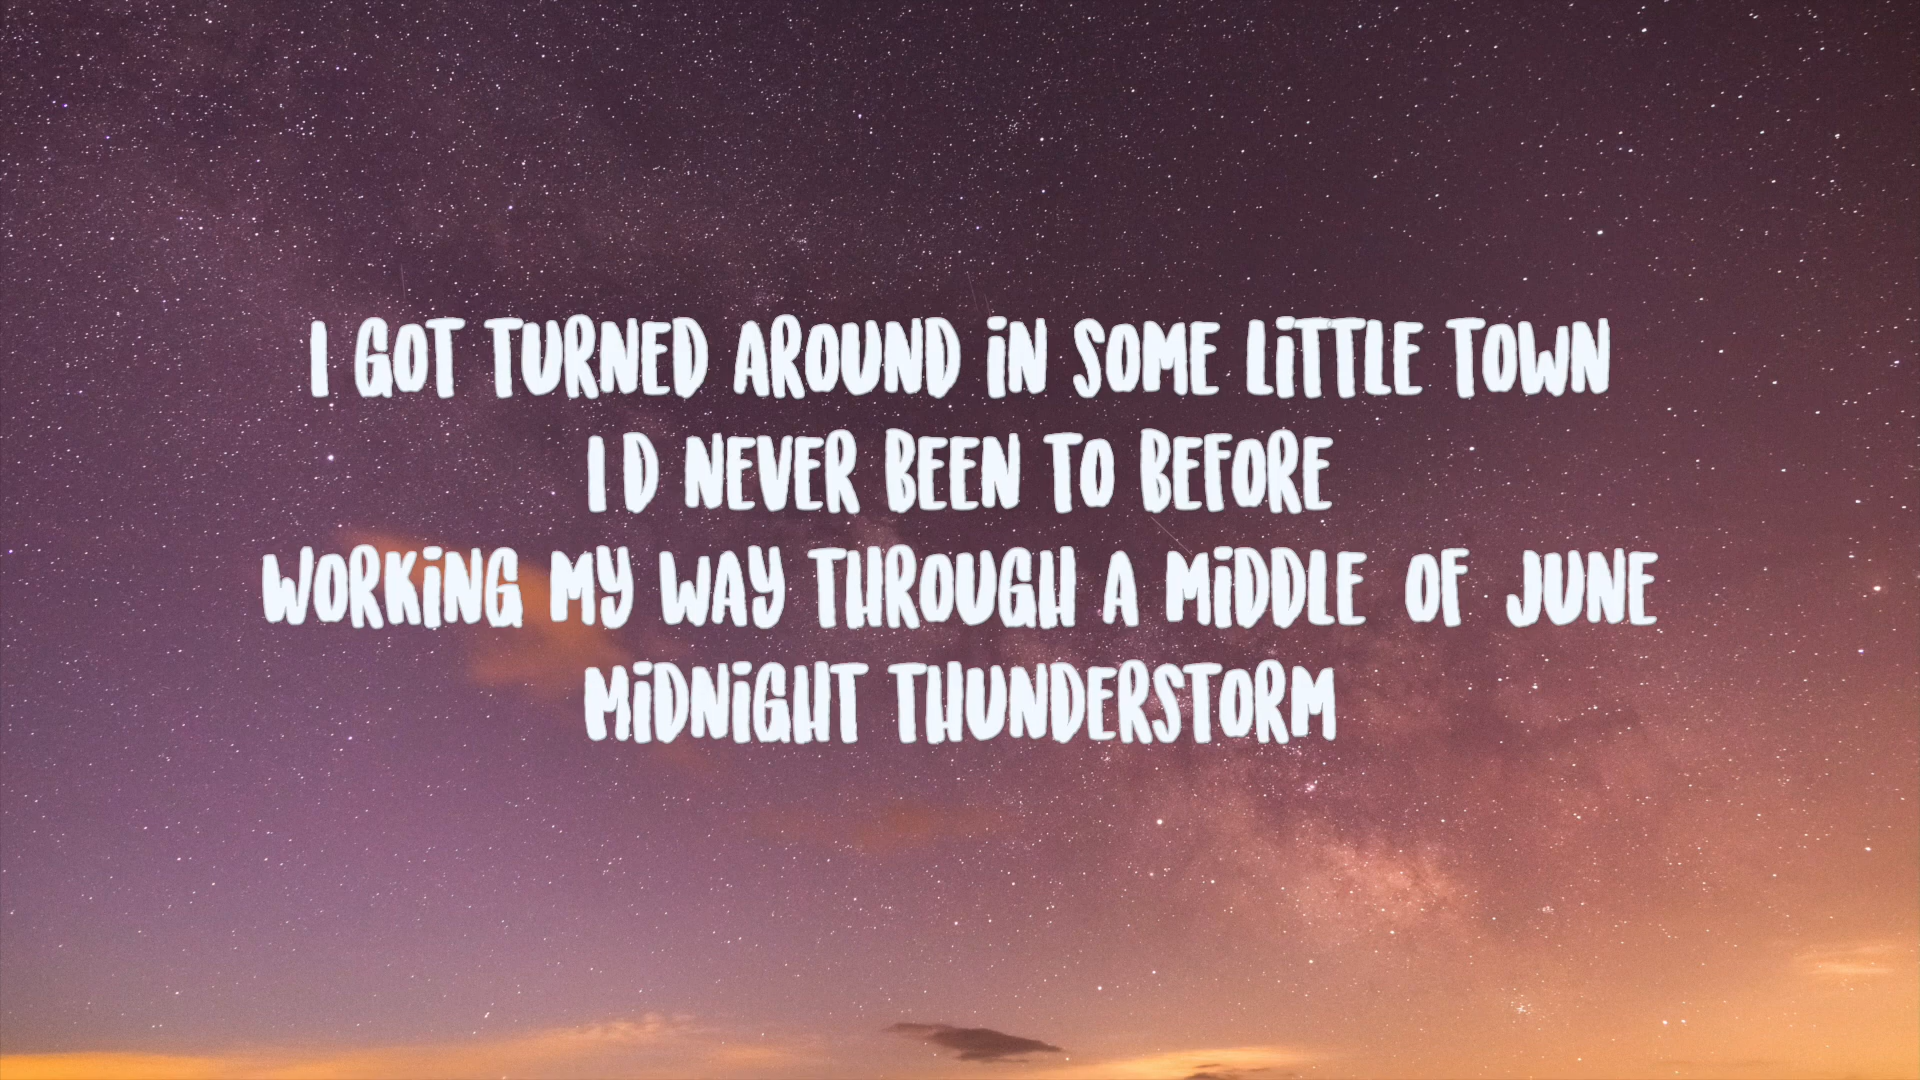 I GOT TURNED AROUND IN SOME LITTLE TOWN
I D NEVER BEEN TO BEFORE
WORKING MY WAY THROUGH A MIDDLE OF JUNE
MIDNIGHT THUNDERSTORM